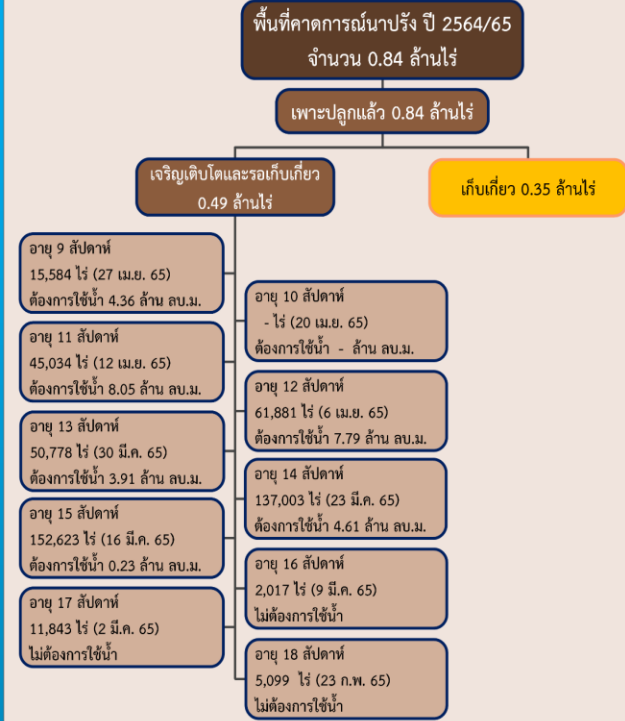 พื้นที่คาดการณ์นาปรัง ปี 2564/65
จำนวน 0.84 ล้านไร่
เพาะปลูกแล้ว 0.84 ล้านไร่
เจริญเติบโตและรอเก็บเกี่ยว
0.49 ล้านไร่
เก็บเกี่ยว 0.35 ล้านไร่
อายุ 9 สัปดาห์
15,584 ไร่ (27 เม.ย. 65)
ต้องการใช้น้ำ 4.36 ล้าน ลบ.ม.
อายุ 10 สัปดาห์
- ไร่ (20 เม.ย. 65)
ต้องการใช้น้ำ - ล้าน ลบ.ม.
อายุ 11 สัปดาห์
45,034 ไร่ (12 เม.ย. 65)
ต้องการใช้น้ำ 8.05 ล้าน ลบ.ม.
อายุ 12 สัปดาห์
61,881 ไร่ (6 เม.ย. 65)
ต้องการใช้น้ำ 7.79 ล้าน ลบ.ม.
อายุ 13 สัปดาห์
50,778 ไร่ (30 มี.ค. 65)
ต้องการใช้น้ำ 3.91 ล้าน ลบ.ม.
อายุ 14 สัปดาห์
137,003 ไร่ (23 มี.ค. 65)
ต้องการใช้น้ำ 4.61 ล้าน ลบ.ม.
อายุ 15 สัปดาห์
152,623 ไร่ (16 มี.ค. 65)
ต้องการใช้น้ำ 0.23 ล้าน ลบ.ม.
อายุ 16 สัปดาห์
2,017 ไร่ (9 มี.ค. 65)
ไม่ต้องการใช้น้ำ
อายุ 17 สัปดาห์
11,843 ไร่ (2 มี.ค. 65)
ไม่ต้องการใช้น้ำ
อายุ 18 สัปดาห์
5,099 ไร่ (23 ก.พ. 65)
ไม่ต้องการใช้น้ำ